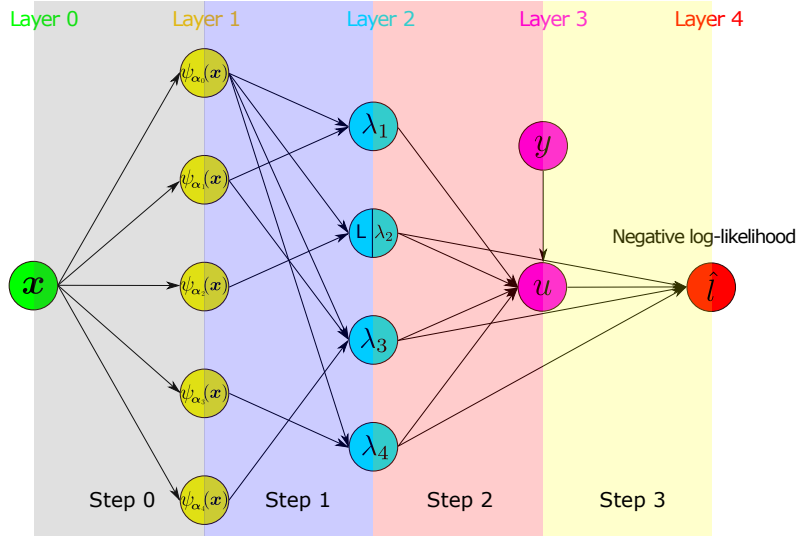 Layer 0 Layer 1 Layer 2 Layer 3 Layer 4
ψα₀(x)
λ₁
y
ψα₁(x)
L λ₂
Negative log-likelihood
x
ψα₂(x)
u
l̂
λ₃
ψα₃(x)
λ₄
ψα₄(x)
Step 0 Step 1 Step 2 Step 3